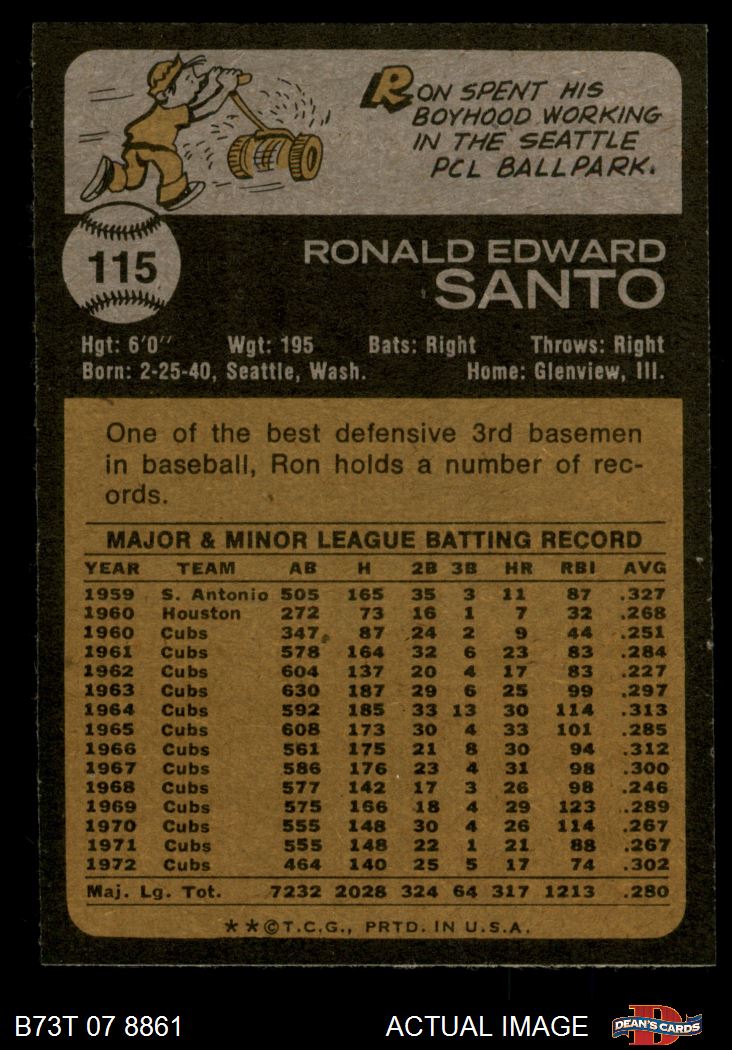 RON SPENT HIS
BOYHOOD WORKING
IN THE SEATTLE
PCL BALLPARK.
115
RONALD EDWARD
SANTO
Hgt: 6'0" Wgt: 195 Bats: Right Throws: Right
Born: 2-25-40, Seattle, Wash. Home: Glenview, Ill.
One of the best defensive 3rd basemen
in baseball, Ron holds a number of rec-
ords.
MAJOR & MINOR LEAGUE BATTING RECORD
YEAR TEAM AB H 2B 3B HR RBI AVG
1959 S. Antonio 505 165 35 3 11 87 .327
1960 Houston 272 73 16 1 7 32 .268
1960 Cubs 347 87 24 2 9 44 .251
1961 Cubs 578 164 32 6 23 83 .284
1962 Cubs 604 137 20 4 17 83 .227
1963 Cubs 630 187 29 6 25 99 .297
1964 Cubs 592 185 33 13 30 114 .313
1965 Cubs 608 173 30 4 33 101 .285
1966 Cubs 561 175 21 8 30 94 .312
1967 Cubs 586 176 23 4 31 98 .300
1968 Cubs 577 142 17 3 26 98 .246
1969 Cubs 575 166 18 4 29 123 .289
1970 Cubs 555 148 30 4 26 114 .267
1971 Cubs 555 148 22 1 21 88 .267
1972 Cubs 464 140 25 5 17 74 .302
Maj. Lg. Tot. 7232 2028 324 64 317 1213 .280
**©T.C.G., PRTD. IN U.S.A.
B73T 07 8861 ACTUAL IMAGE D DEAN'S CARDS